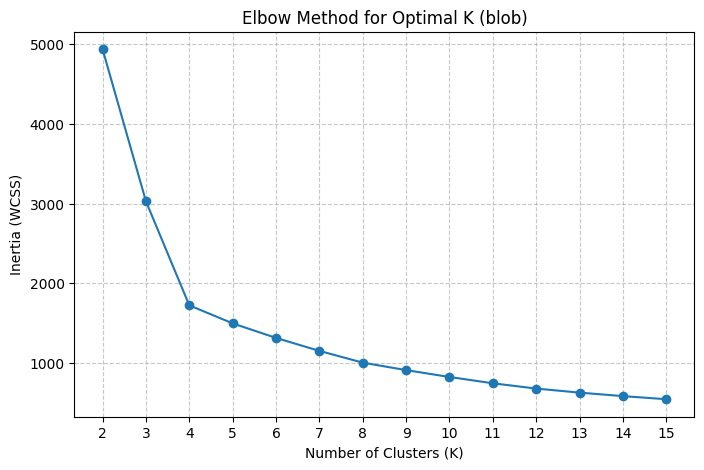 Elbow Method for Optimal K (blob)
5000
4000
3000
2000
1000
Inertia (WCSS)
2 3 4 5 6 7 8 9 10 11 12 13 14 15
Number of Clusters (K)